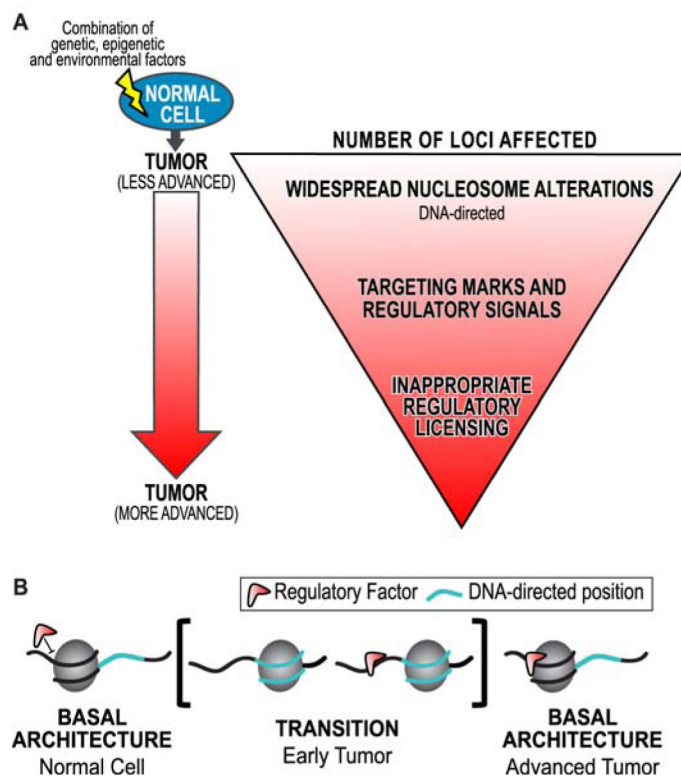 A
Combination of
genetic, epigenetic
and environmental factors
NORMAL
CELL
TUMOR
(LESS ADVANCED)
TUMOR
(MORE ADVANCED)
NUMBER OF LOCI AFFECTED
WIDESPREAD NUCLEOSOME ALTERATIONS
DNA-directed
TARGETING MARKS AND
REGULATORY SIGNALS
INAPPROPRIATE
REGULATORY
LICENSING
B
Regulatory Factor
DNA-directed position
BASAL
ARCHITECTURE
Normal Cell
TRANSITION
Early Tumor
BASAL
ARCHITECTURE
Advanced Tumor